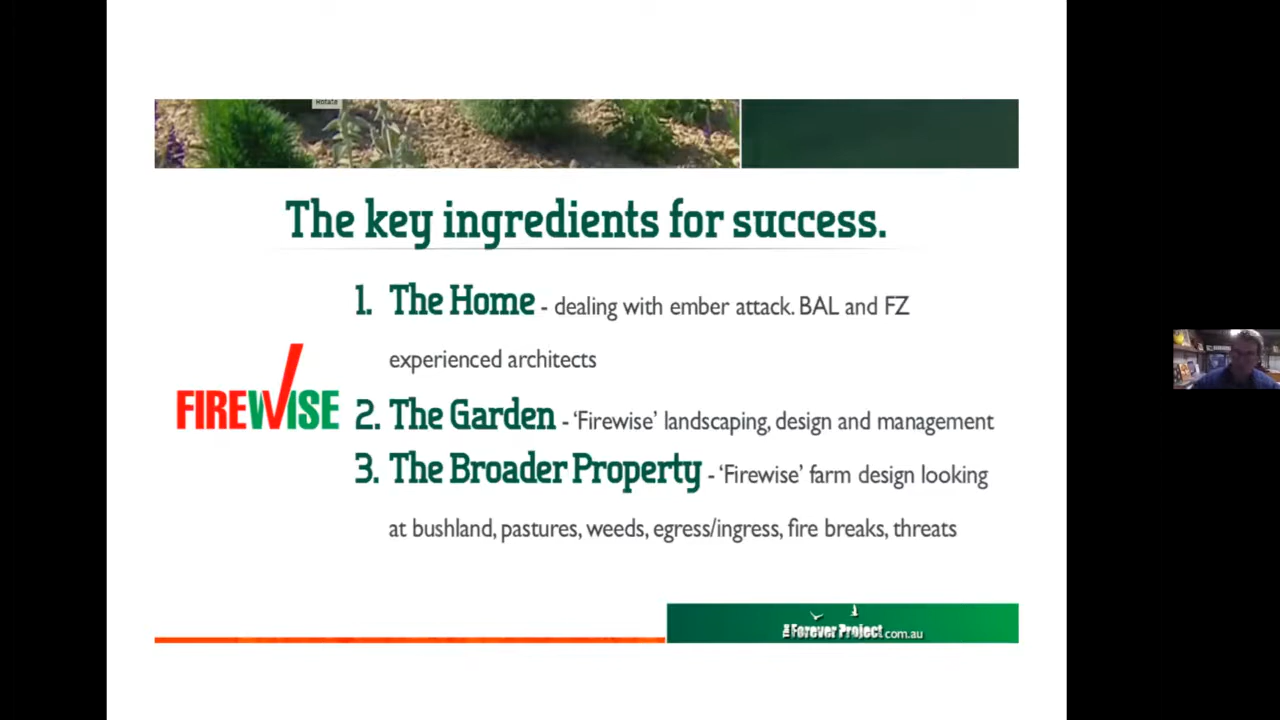 Rotate
The key ingredients for success.
1. The Home - dealing with ember attack. BAL and FZ
experienced architects
FIREWISE
2. The Garden - ‘Firewise’ landscaping, design and management
3. The Broader Property - ‘Firewise’ farm design looking
at bushland, pastures, weeds, egress/ingress, fire breaks, threats
The Forever Project.com.au